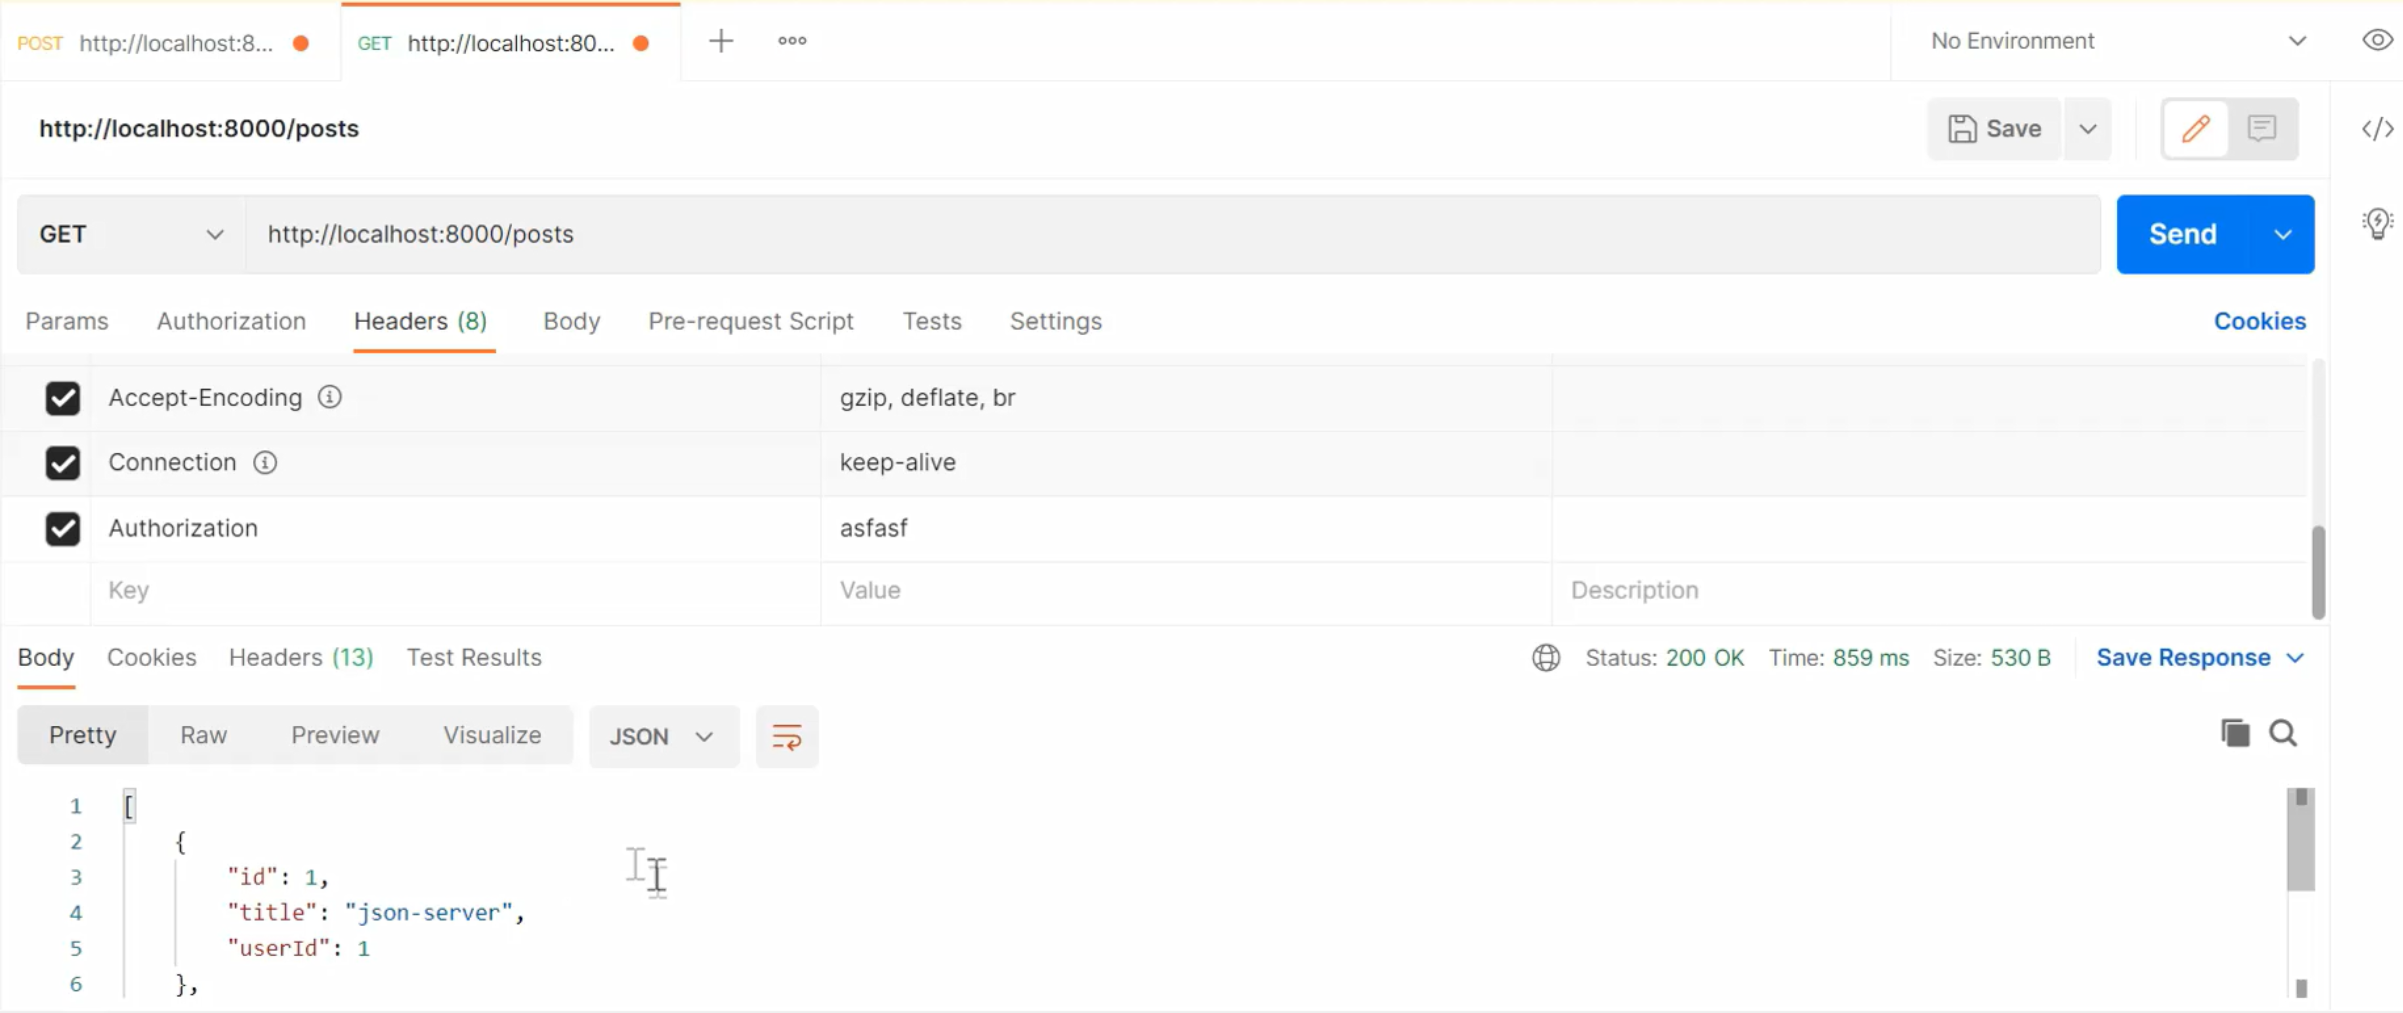 POST http://localhost:8... GET http://localhost:80... No Environment
http://localhost:8000/posts Save
GET http://localhost:8000/posts Send
Params Authorization Headers (8) Body Pre-request Script Tests Settings Cookies
Accept-Encoding gzip, deflate, br
Connection keep-alive
Authorization asfasf
Key Value Description
Body Cookies Headers (13) Test Results Status: 200 OK Time: 859 ms Size: 530 B Save Response
Pretty Raw Preview Visualize JSON
1 [
2 {
3 "id": 1,
4 "title": "json-server",
5 "userId": 1
6 },